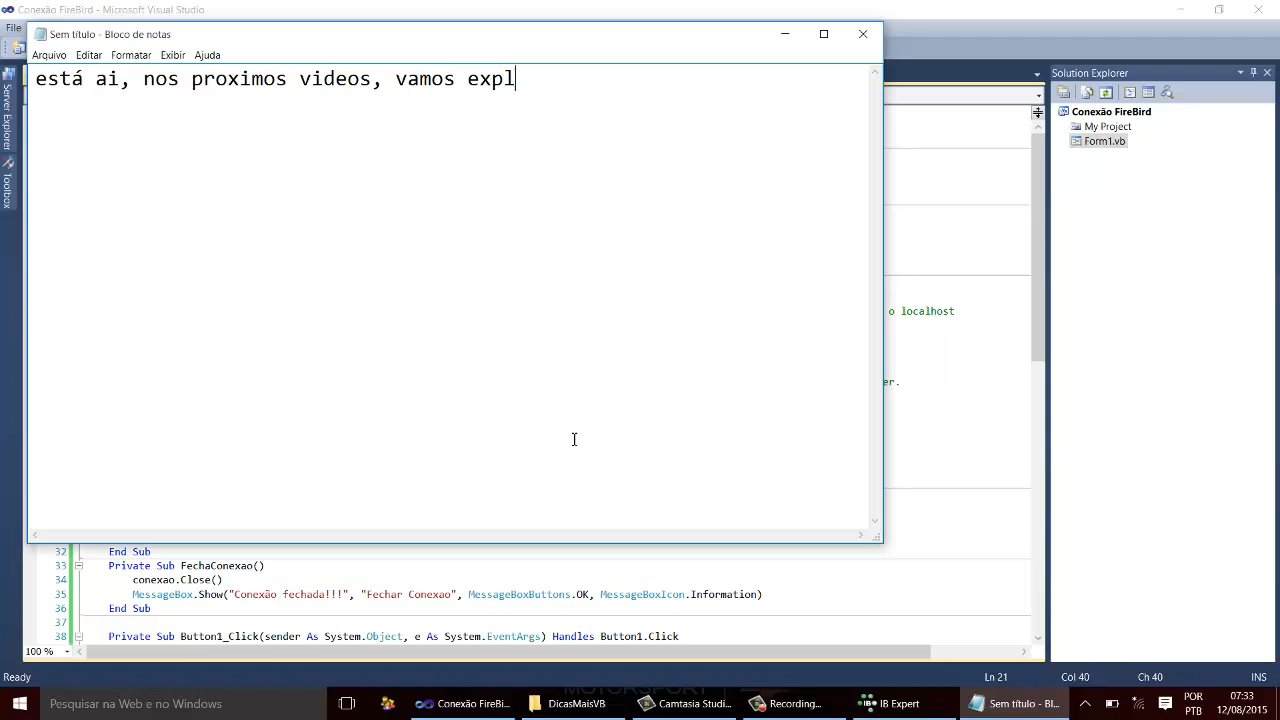 Conexão FireBird - Microsoft Visual Studio
File
Sem título - Bloco de notas
Arquivo Editar Formatar Exibir Ajuda
está ai, nos proximos videos, vamos expl
Server Explorer
Toolbox
Solution Explorer
Conexão FireBird
My Project
Form1.vb
o localhost
er.
32 End Sub
33 Private Sub FechaConexao()
34 conexao.Close()
35 MessageBox.Show("Conexão fechada!!!", "Fechar Conexao", MessageBoxButtons.OK, MessageBoxIcon.Information)
36 End Sub
37
38 Private Sub Button1_Click(sender As System.Object, e As System.EventArgs) Handles Button1.Click
100 %
Ready Ln 21 Col 40 Ch 40 INS
MOTORSPORT
Pesquisar na Web e no Windows
Conexão FireBi...
DicasMaisVB
Camtasia Studi...
Recording...
IB Expert
Sem título - Bl...
POR 07:33
PTB 12/08/2015